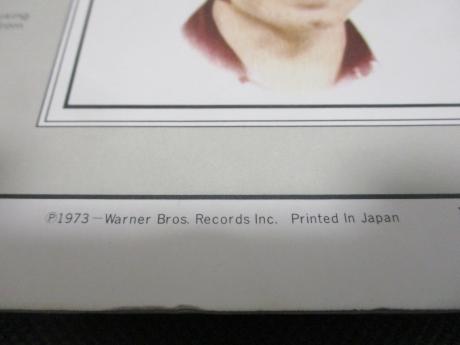 ℗1973－Warner Bros. Records Inc. Printed In Japan